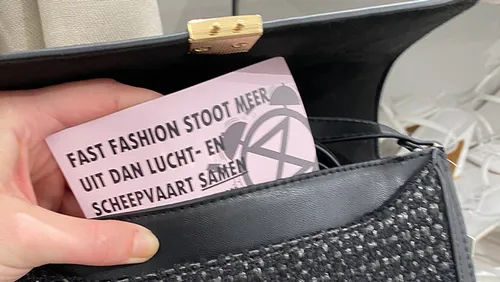 FAST FASHION STOOT MEER
UIT DAN LUCHT- EN
SCHEEPVAART SAMEN